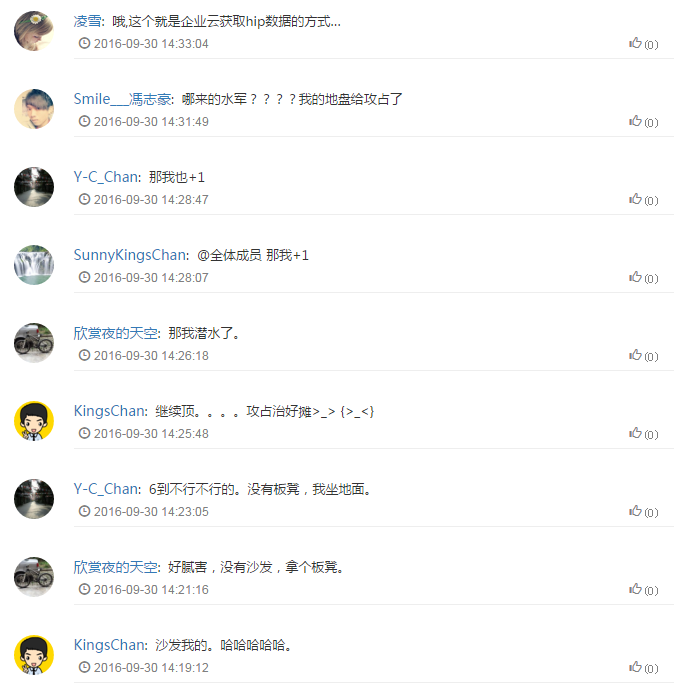 凌雪: 哦,这个就是企业云获取hip数据的方式...
2016-09-30 14:33:04 (0)
Smile___馮志豪: 哪来的水军？？？？我的地盘给攻占了
2016-09-30 14:31:49 (0)
Y-C_Chan: 那我也+1
2016-09-30 14:28:47 (0)
SunnyKingsChan: @全体成员 那我+1
2016-09-30 14:28:07 (0)
欣赏夜的天空: 那我潜水了。
2016-09-30 14:26:18 (0)
KingsChan: 继续顶。。。。攻占治好摊>_> {>_<}
2016-09-30 14:25:48 (0)
Y-C_Chan: 6到不行不行的。没有板凳，我坐地面。
2016-09-30 14:23:05 (0)
欣赏夜的天空: 好腻害，没有沙发，拿个板凳。
2016-09-30 14:21:16 (0)
KingsChan: 沙发我的。哈哈哈哈哈。
2016-09-30 14:19:12 (0)